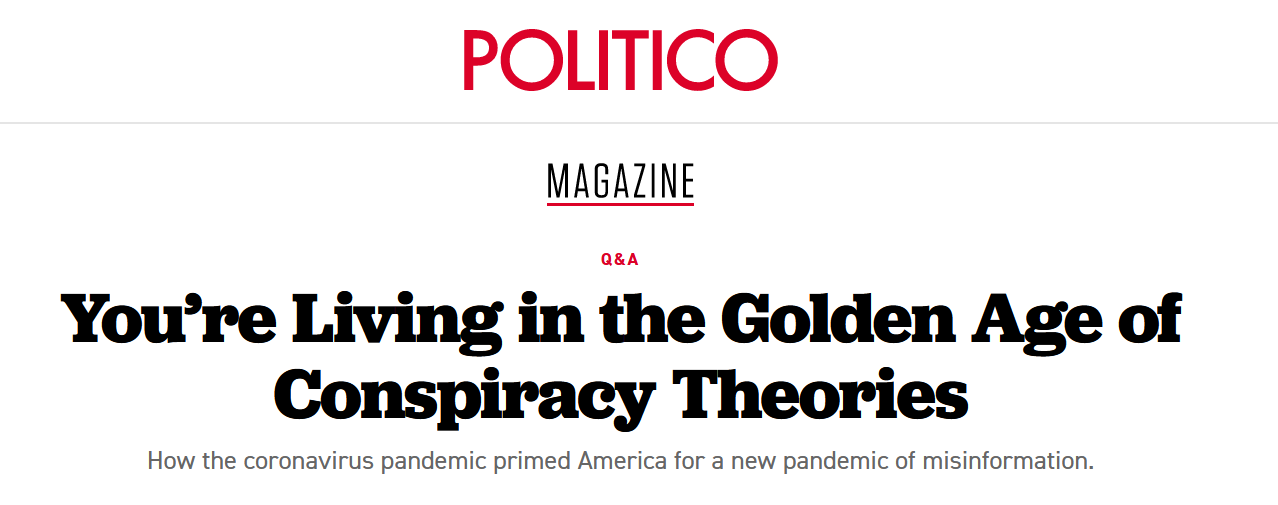 POLITICO
MAGAZINE
Q&A
You’re Living in the Golden Age of
Conspiracy Theories
How the coronavirus pandemic primed America for a new pandemic of misinformation.